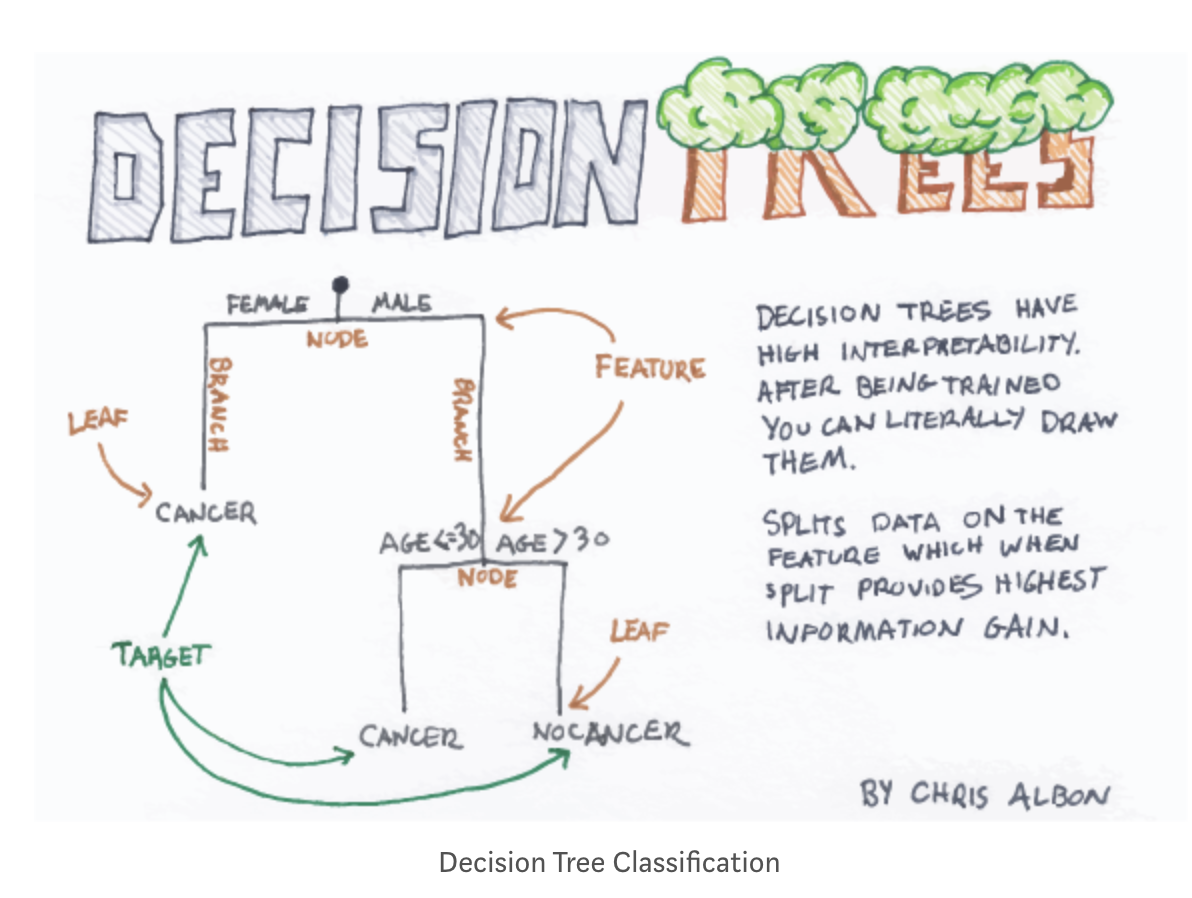 DECISION TREES
FEMALE MALE
NODE
BRANCH
BRANCH
FEATURE
LEAF
CANCER
AGE<=30 AGE>30
NODE
LEAF
TARGET
CANCER
NOCANCER
DECISION TREES HAVE
HIGH INTERPRETABILITY.
AFTER BEING TRAINED
YOU CAN LITERALLY DRAW
THEM.
SPLITS DATA ON THE
FEATURE WHICH WHEN
SPLIT PROVIDES HIGHEST
INFORMATION GAIN.
BY CHRIS ALBON
Decision Tree Classification